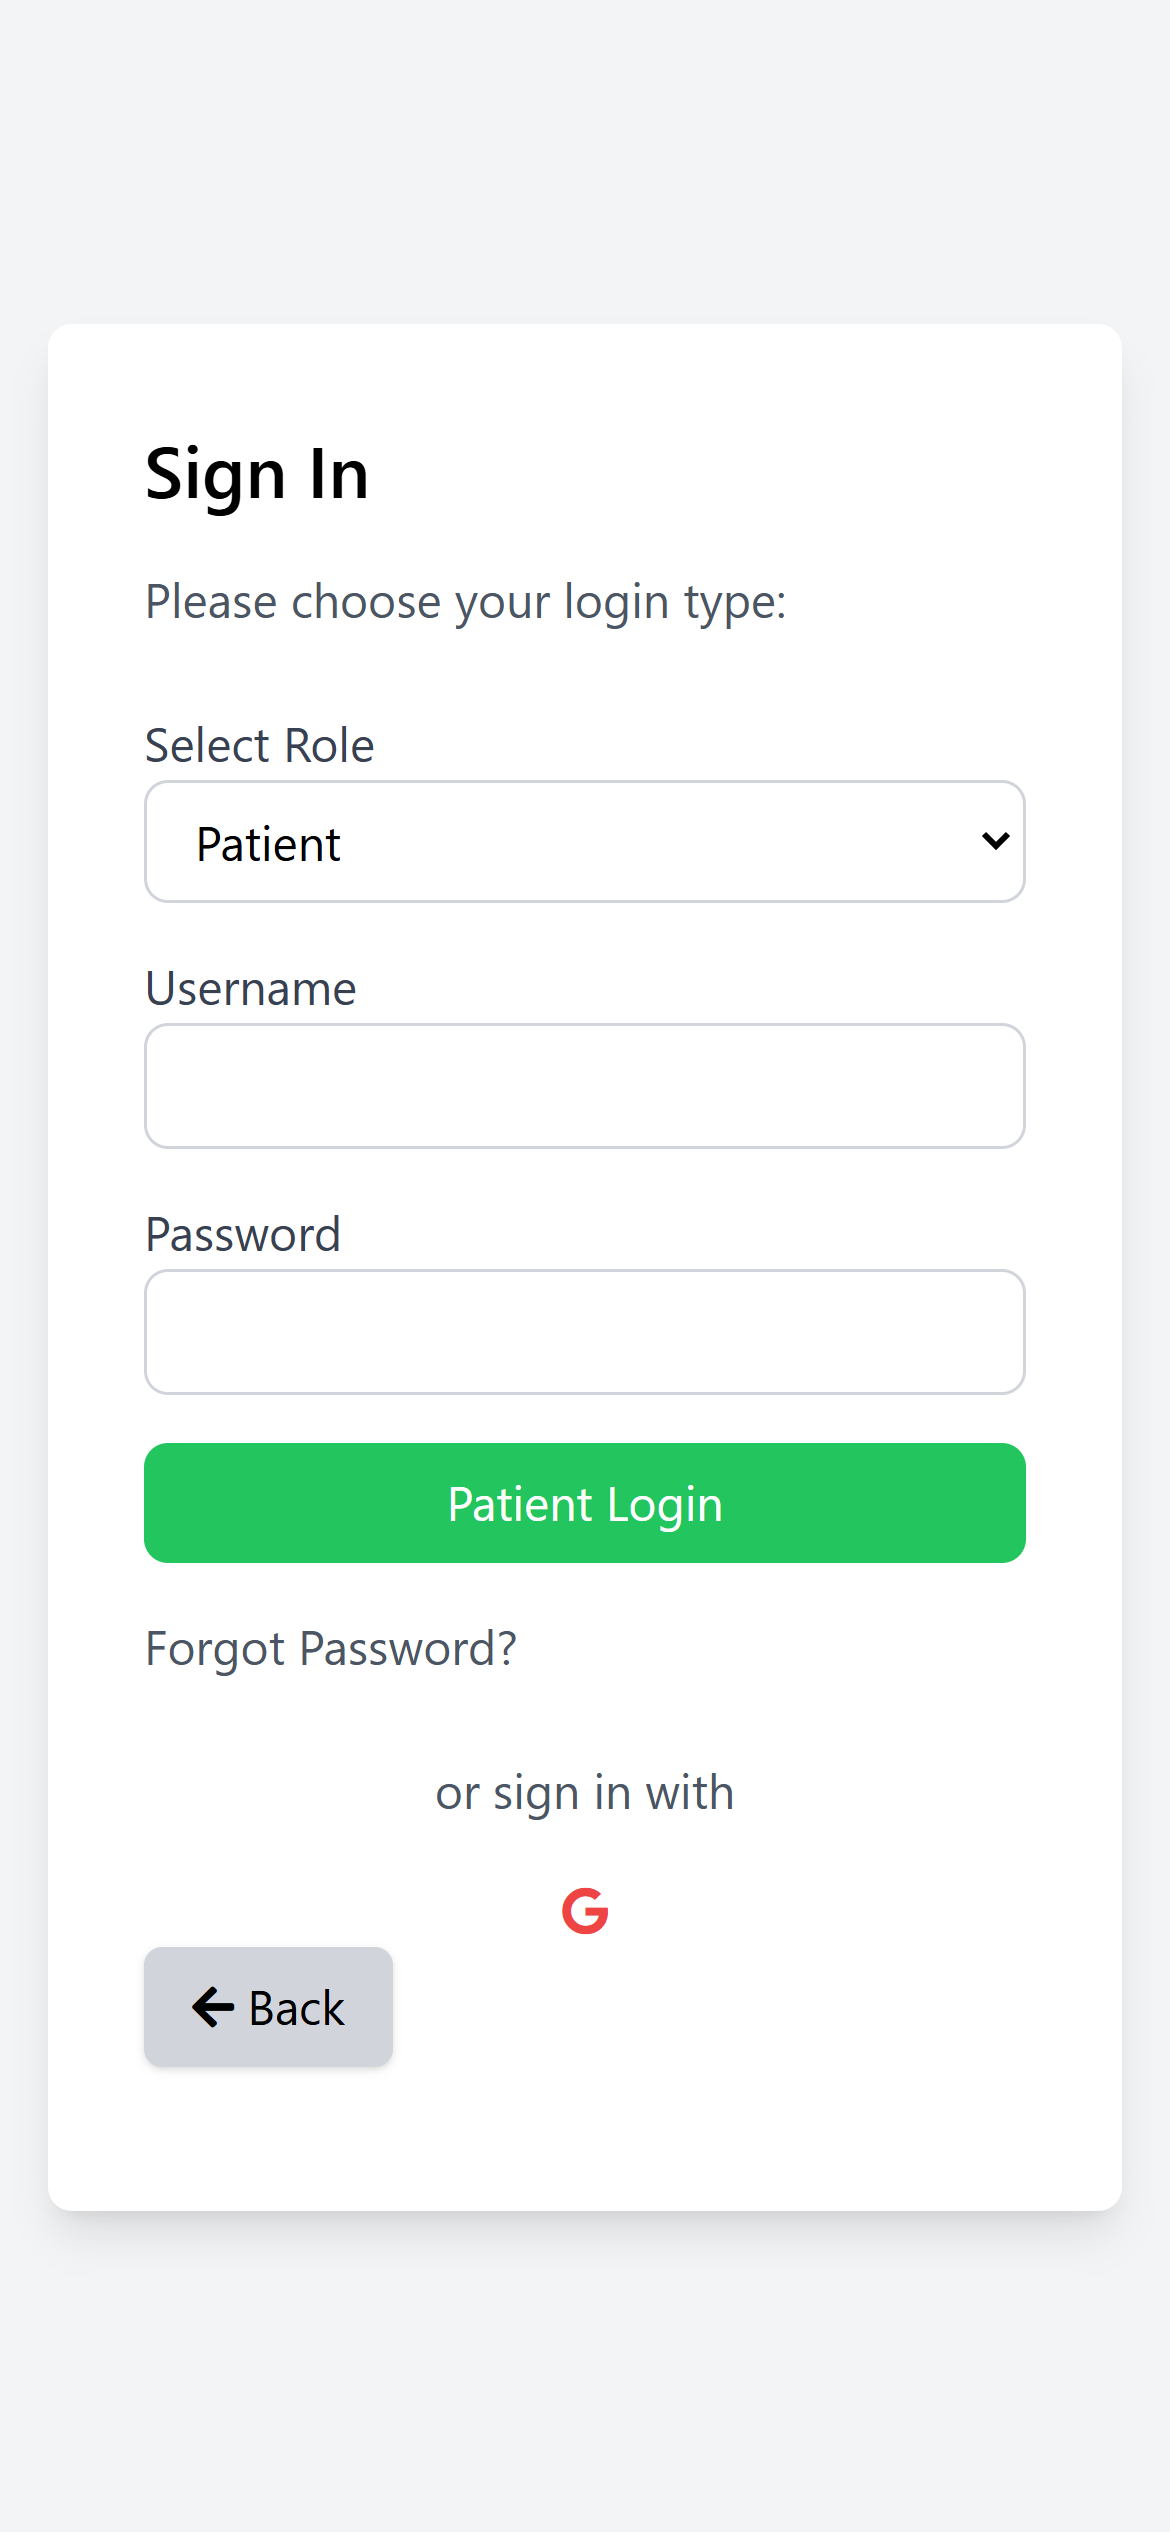 Sign In
Please choose your login type:
Select Role
Patient
Username
Password
Patient Login
Forgot Password?
or sign in with
Back